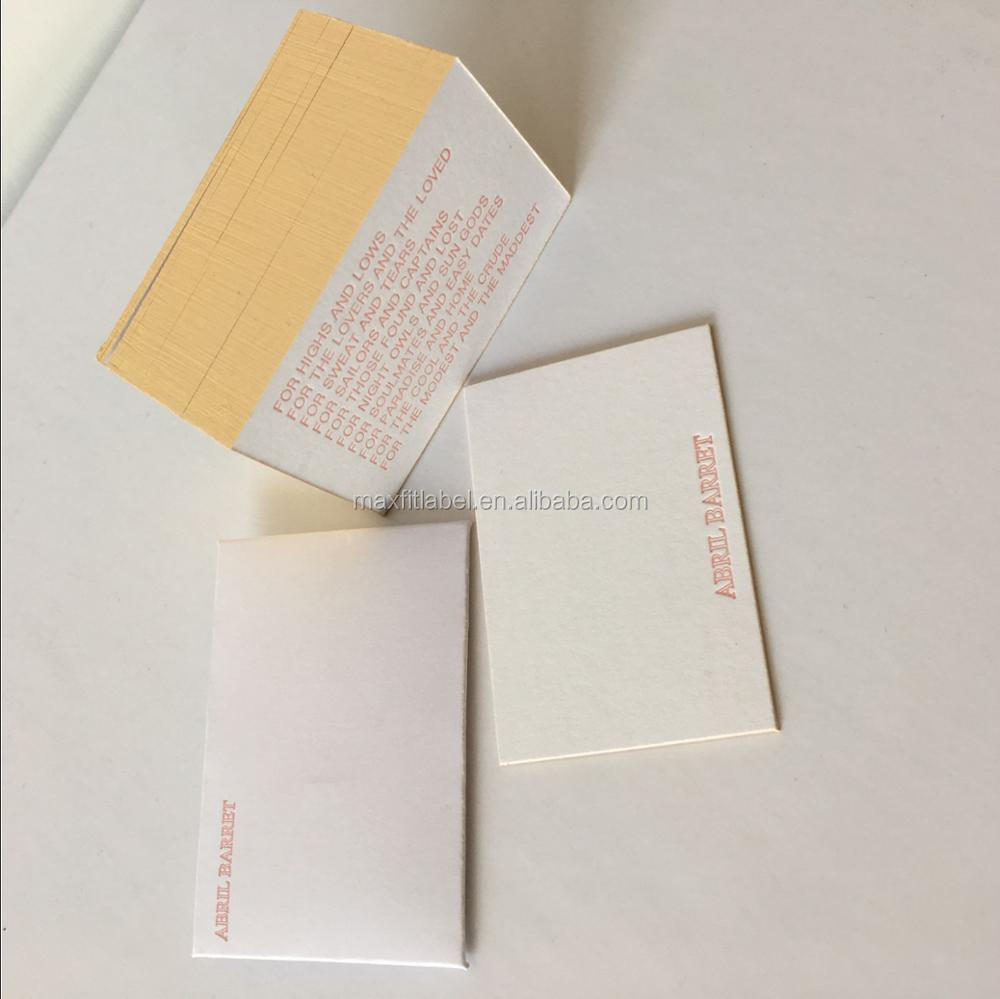 FOR HIGHS AND LOWS
FOR THE LOVERS AND THE LOVED
FOR SWEAT AND TEARS
FOR SAILORS AND CAPTAINS
FOR THOSE FOUND AND LOST
FOR NIGHT OWLS AND SUN GODS
FOR SOULMATES AND EASY DATES
FOR PARADISE AND HOME
FOR THE COOL AND THE CRUDE
FOR THE MODEST AND THE MADDEST
ABRIL BARRET
maxfitlabel.en.alibaba.com
ABRIL BARRET